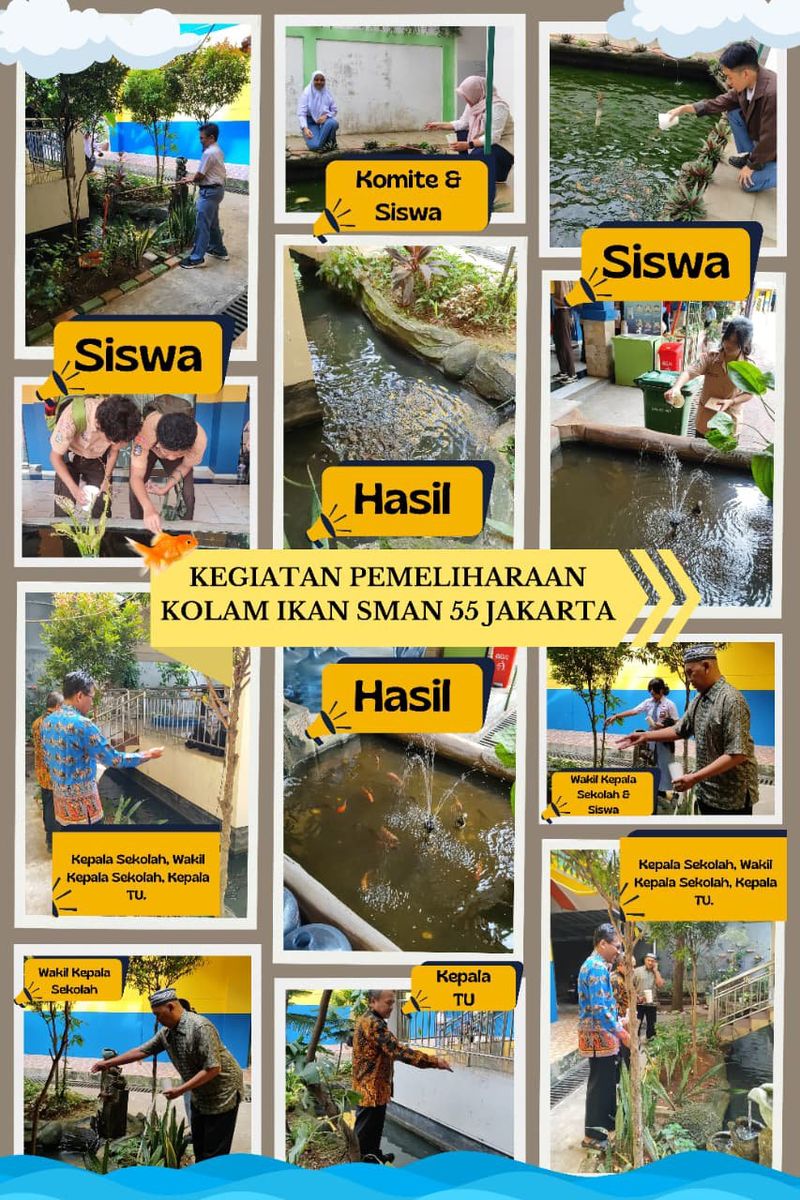 Komite &
Siswa
Siswa
Siswa
Hasil
KEGIATAN PEMELIHARAAN
KOLAM IKAN SMAN 55 JAKARTA
Hasil
Wakil Kepala
Sekolah &
Siswa
Kepala Sekolah, Wakil
Kepala Sekolah, Kepala
TU.
Kepala Sekolah, Wakil
Kepala Sekolah, Kepala
TU.
Wakil Kepala
Sekolah
Kepala
TU